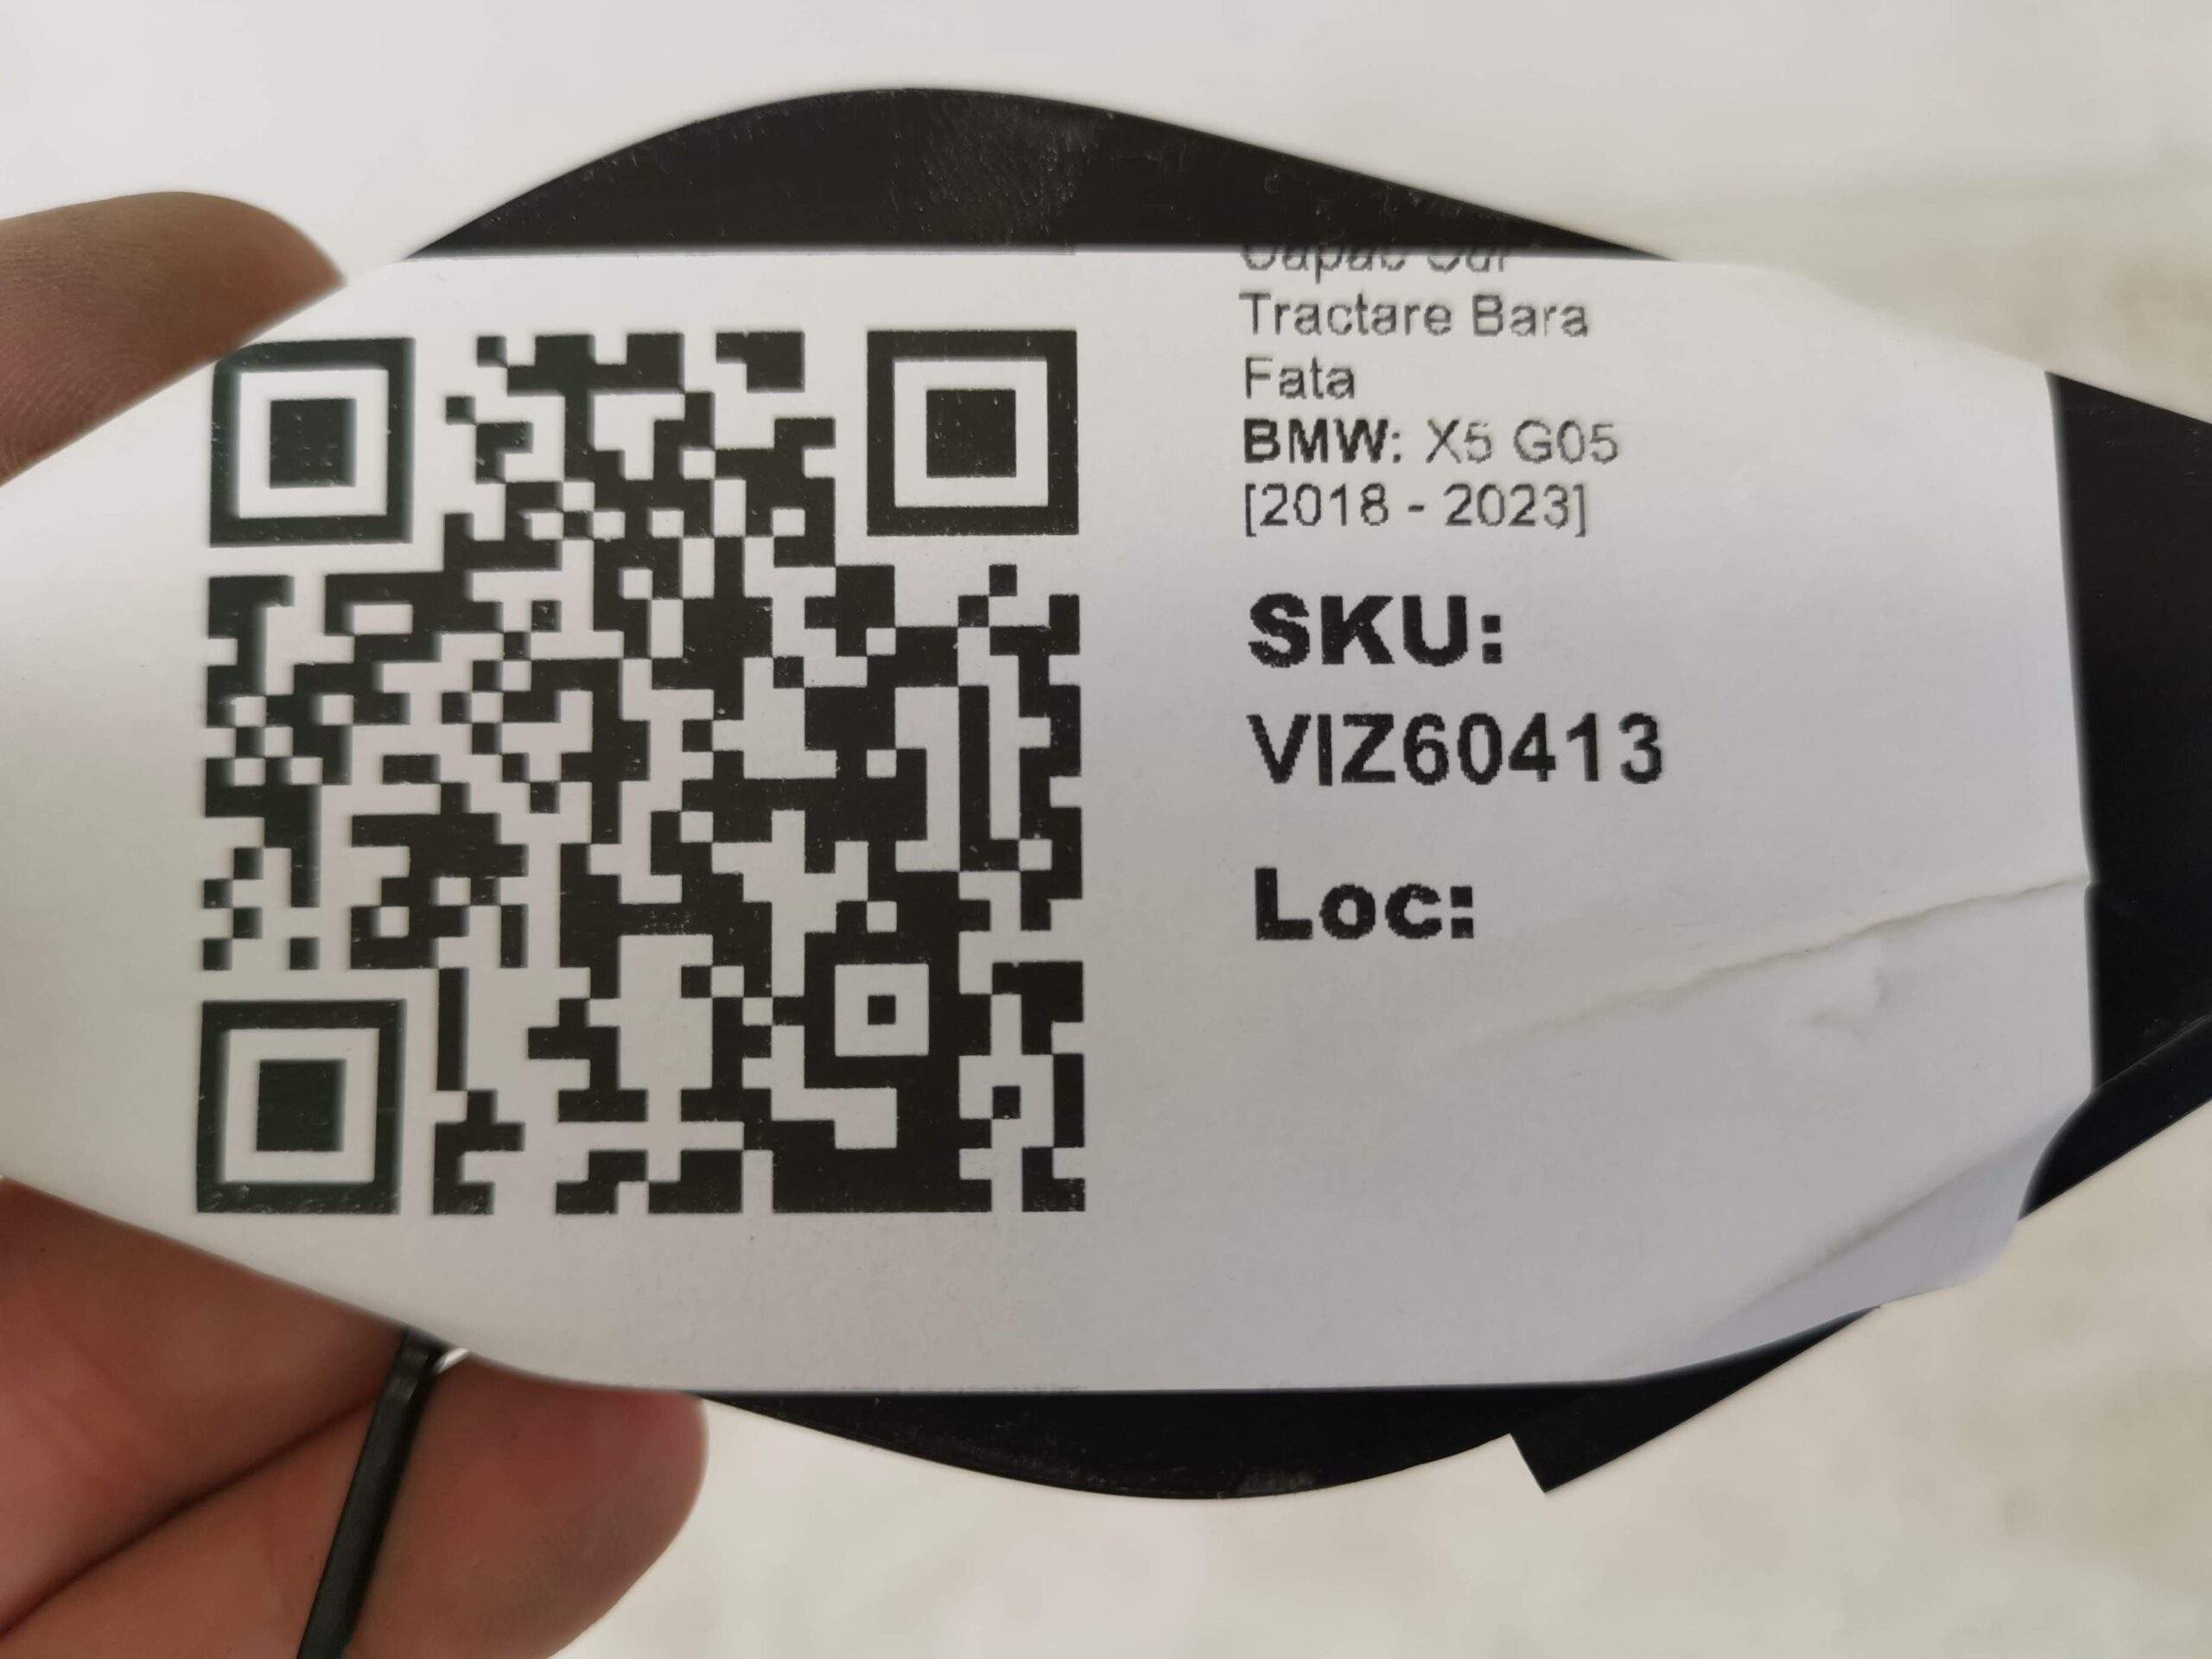 Tractare Bara
Fata
BMW: X5 G05
[2018 - 2023]
SKU:
VIZ60413
Loc: